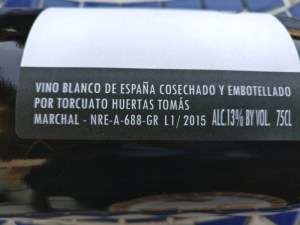 VINO BLANCO DE ESPAÑA COSECHADO Y EMBOTELLADO
POR TORCUATO HUERTAS TOMÁS
MARCHAL - NRE-A-688-GR L1/2015 ALC.13% BY VOL. 75CL